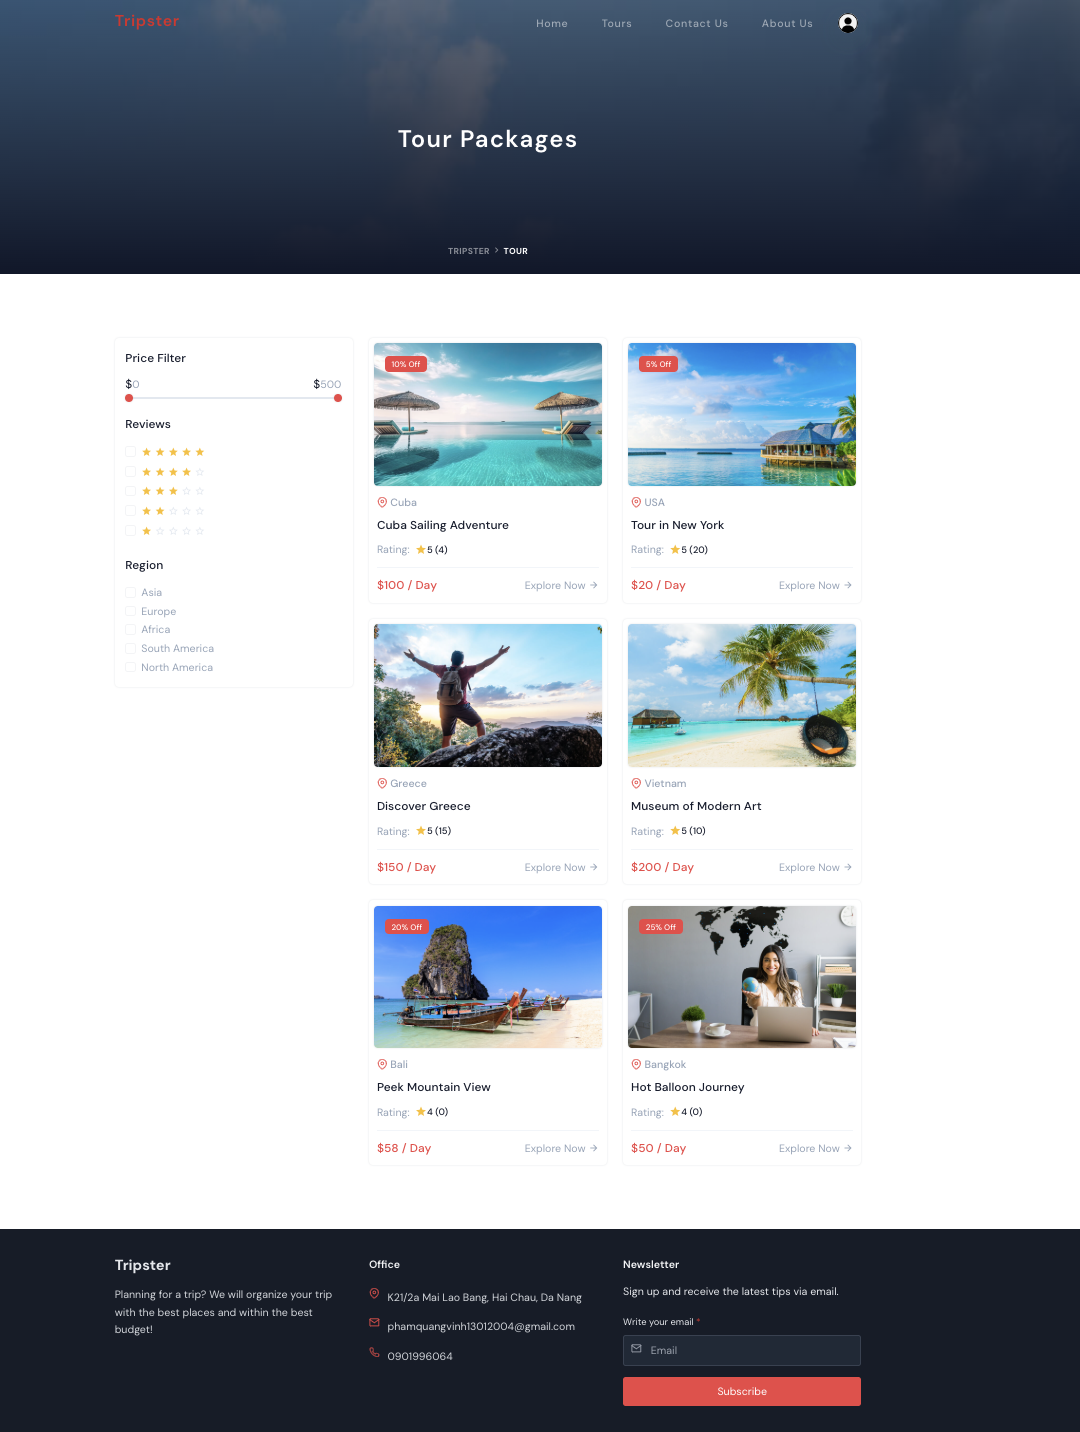 Tripster
Home Tours Contact Us About Us
Tour Packages
TRIPSTER > TOUR
Price Filter
$0 $500
Reviews
Region
Asia
Europe
Africa
South America
North America
10% Off
Cuba
Cuba Sailing Adventure
Rating: 5 (4)
$100 / Day Explore Now →
5% Off
USA
Tour in New York
Rating: 5 (20)
$20 / Day Explore Now →
Greece
Discover Greece
Rating: 5 (15)
$150 / Day Explore Now →
Vietnam
Museum of Modern Art
Rating: 5 (10)
$200 / Day Explore Now →
20% Off
Bali
Peek Mountain View
Rating: 4 (0)
$58 / Day Explore Now →
25% Off
Bangkok
Hot Balloon Journey
Rating: 4 (0)
$50 / Day Explore Now →
Tripster
Planning for a trip? We will organize your trip
with the best places and within the best
budget!
Office
K21/2a Mai Lao Bang, Hai Chau, Da Nang
phamquangvinh13012004@gmail.com
0901996064
Newsletter
Sign up and receive the latest tips via email.
Write your email *
Email
Subscribe